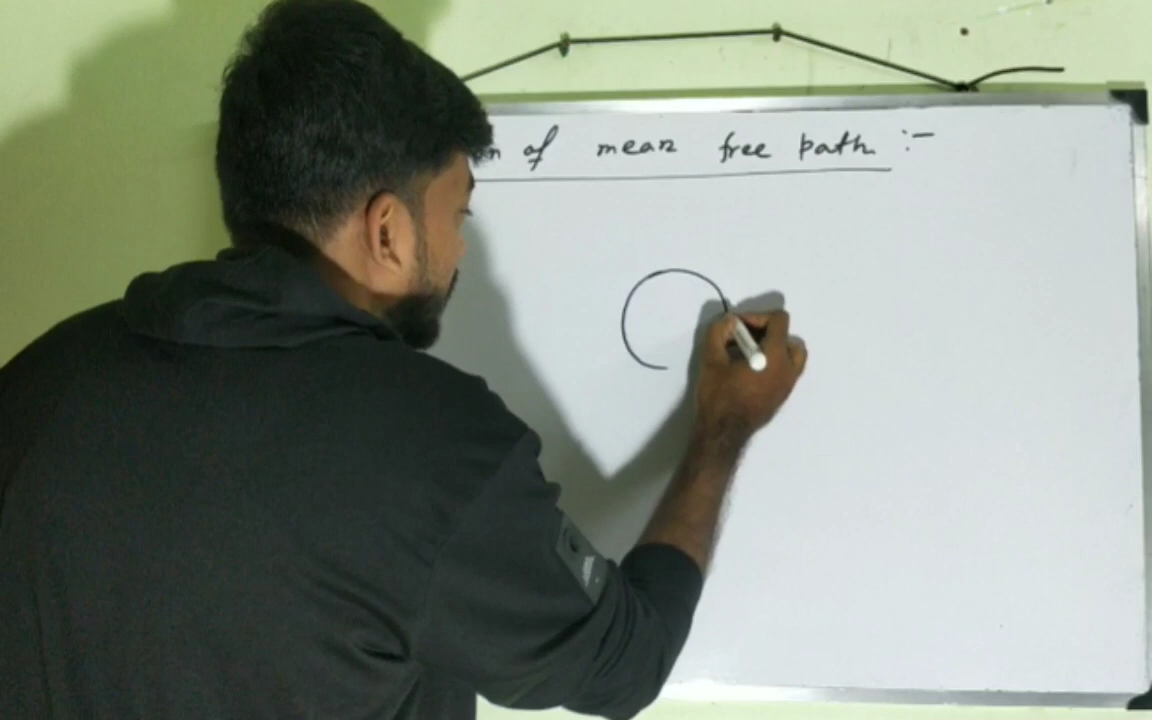 n of mean free path :-